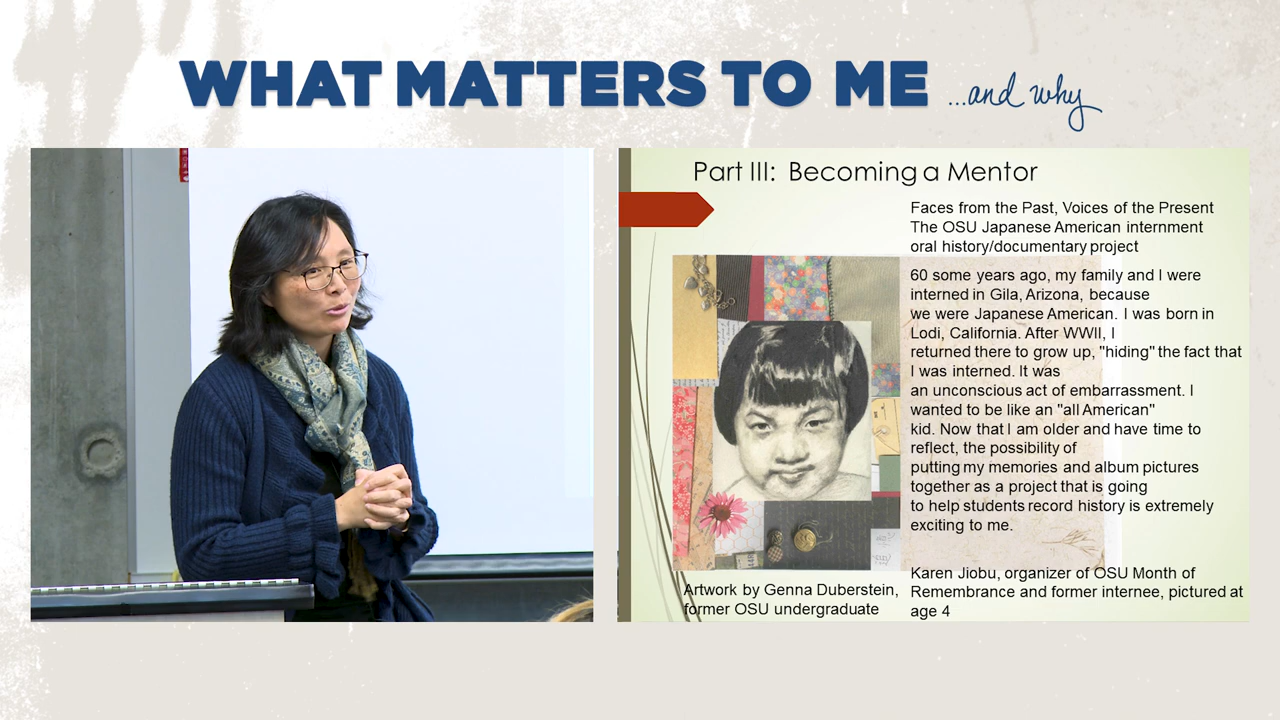 WHAT MATTERS TO ME ...and why
Part III: Becoming a Mentor
Faces from the Past, Voices of the Present
The OSU Japanese American internment
oral history/documentary project
60 some years ago, my family and I were
interned in Gila, Arizona, because
we were Japanese American. I was born in
Lodi, California. After WWII, I
returned there to grow up, "hiding" the fact that
I was interned. It was
an unconscious act of embarrassment. I
wanted to be like an "all American"
kid. Now that I am older and have time to
reflect, the possibility of
putting my memories and album pictures
together as a project that is going
to help students record history is extremely
exciting to me.
Karen Jiobu, organizer of OSU Month of
Remembrance and former internee, pictured at
age 4
Artwork by Genna Duberstein,
former OSU undergraduate